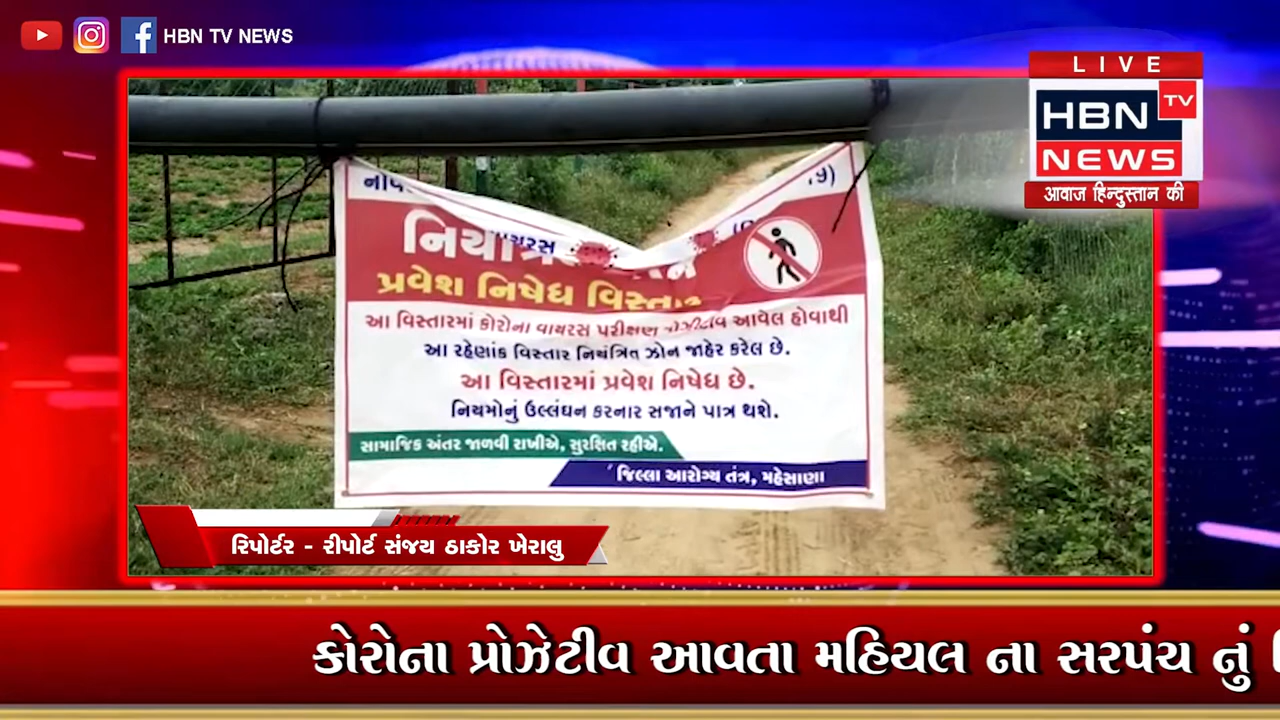 HBN TV NEWS
LIVE
HBN TV
NEWS
आवाज़ हिन्दुस्तान की
પ્રવેશ નિષેધ
આ વિસ્તારમાં કોરોના વાયરસ પરીક્ષણ આવેલ હોવાથી
આ રહેણાંક વિસ્તાર નિયંત્રિત ઝોન જાહેર કરેલ છે.
આ વિસ્તારમાં પ્રવેશ નિષેધ છે.
નિયમોનું ઉલ્લંઘન કરનાર સજાને પાત્ર થશે.
સામાજિક અંતર જાળવી રાખીએ, સુરક્ષિત રહીએ.
જિલ્લા આરોગ્ય તંત્ર, મહેસાણા
રિપોર્ટર - રીપોર્ટ સંજય ઠાકોર ખેરાલુ
કોરોના પ્રોઝેટીવ આવતા મહિયલ ના સરપંચ નું